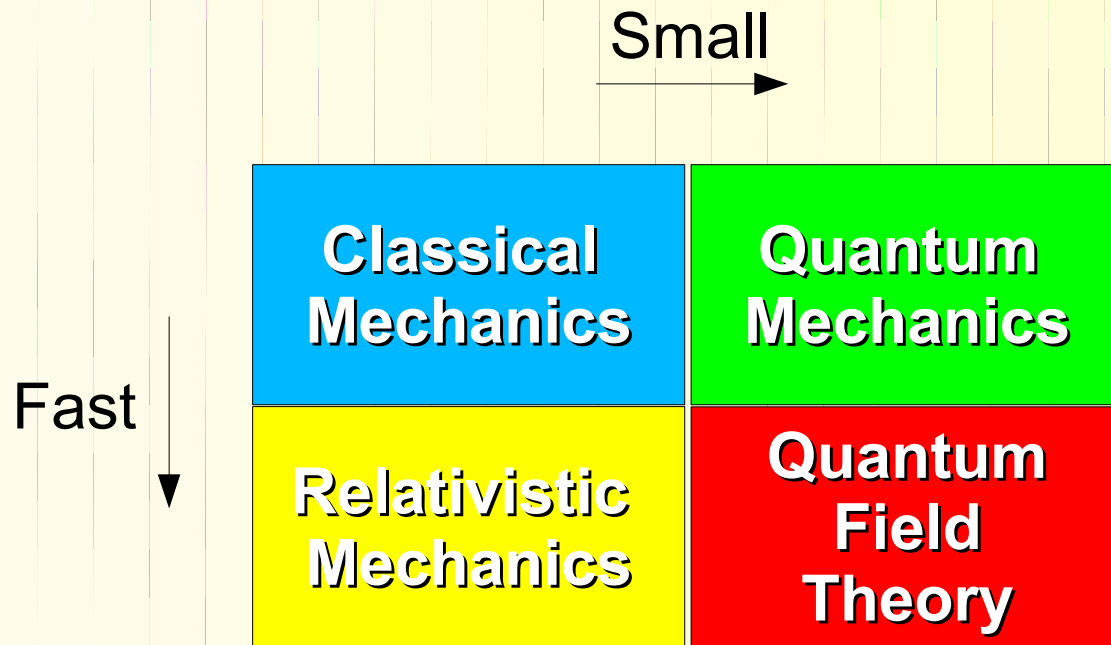 Small
Classical
Mechanics
Quantum
Mechanics
Fast
Relativistic
Mechanics
Quantum
Field
Theory